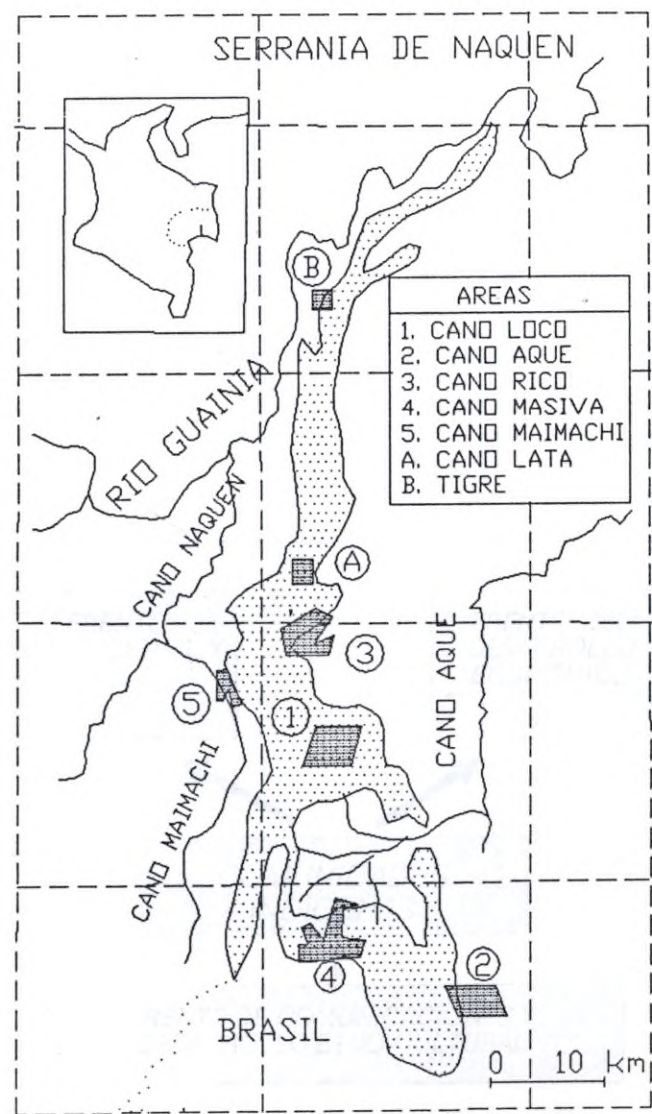 SERRANIA DE NAQUEN
B
AREAS
1. CANO LOCO
2. CANO AQUE
3. CANO RICO
4. CANO MASIVA
5. CANO MAIMACHI
A. CANO LATA
B. TIGRE
RIO GUAINIA
CANO NAQUEN
A
3
CANO AQUE
5
1
CANO MAIMACHI
4
2
BRASIL
0 10 km